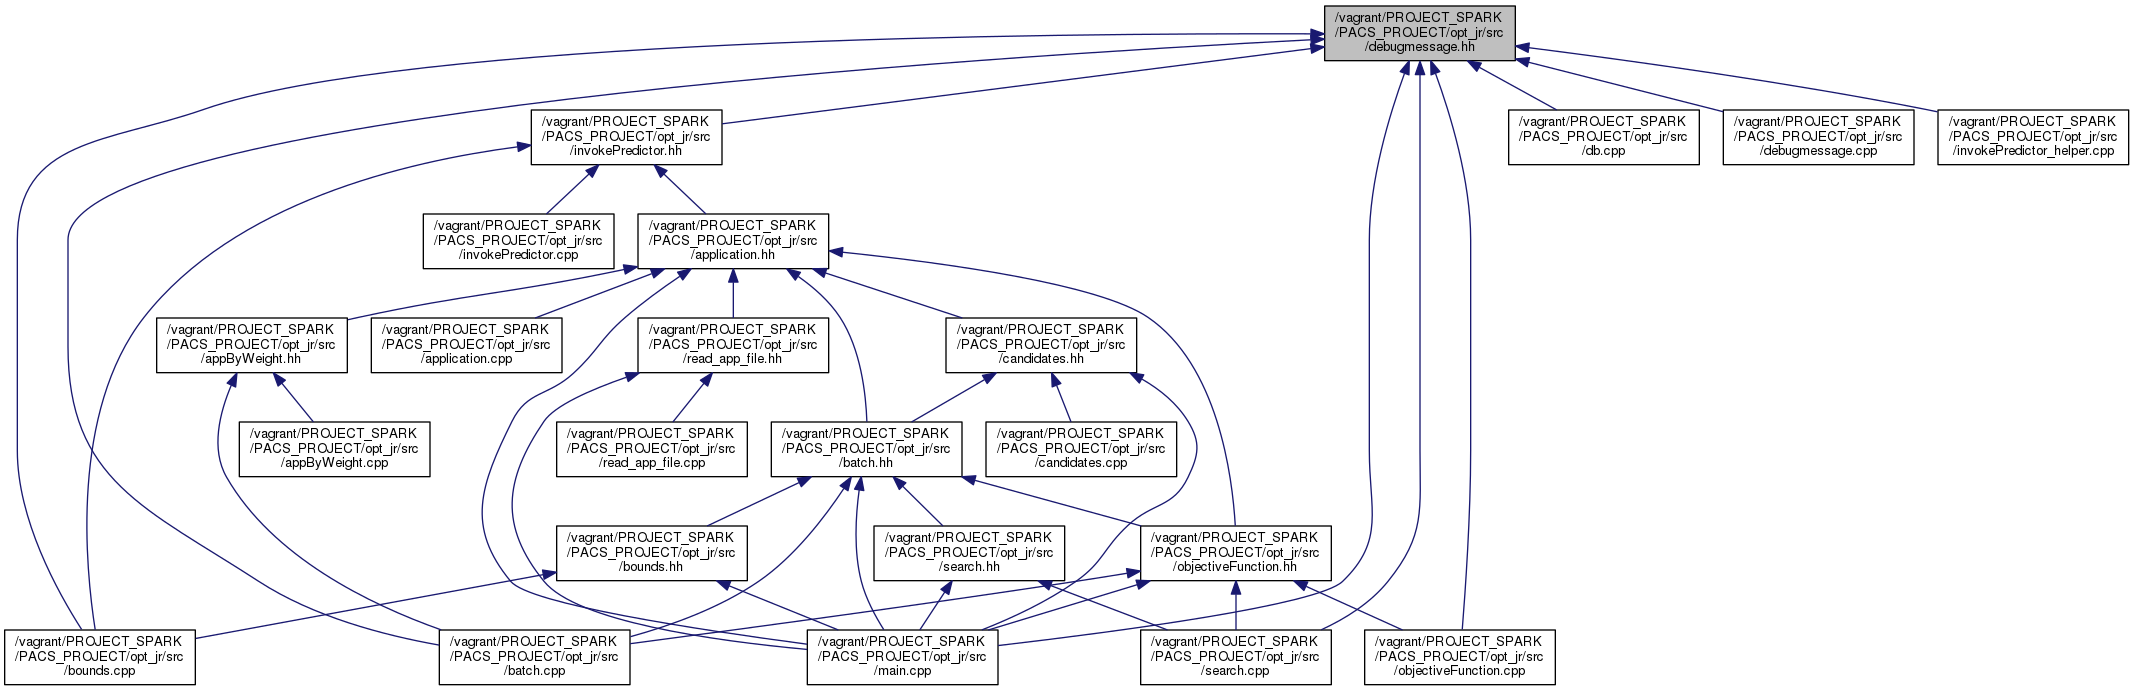 /vagrant/PROJECT_SPARK
/PACS_PROJECT/opt_jr/src
/debugmessage.hh
/vagrant/PROJECT_SPARK
/PACS_PROJECT/opt_jr/src
/invokePredictor.hh
/vagrant/PROJECT_SPARK
/PACS_PROJECT/opt_jr/src
/db.cpp
/vagrant/PROJECT_SPARK
/PACS_PROJECT/opt_jr/src
/debugmessage.cpp
/vagrant/PROJECT_SPARK
/PACS_PROJECT/opt_jr/src
/invokePredictor_helper.cpp
/vagrant/PROJECT_SPARK
/PACS_PROJECT/opt_jr/src
/invokePredictor.cpp
/vagrant/PROJECT_SPARK
/PACS_PROJECT/opt_jr/src
/application.hh
/vagrant/PROJECT_SPARK
/PACS_PROJECT/opt_jr/src
/appByWeight.hh
/vagrant/PROJECT_SPARK
/PACS_PROJECT/opt_jr/src
/application.cpp
/vagrant/PROJECT_SPARK
/PACS_PROJECT/opt_jr/src
/read_app_file.hh
/vagrant/PROJECT_SPARK
/PACS_PROJECT/opt_jr/src
/candidates.hh
/vagrant/PROJECT_SPARK
/PACS_PROJECT/opt_jr/src
/appByWeight.cpp
/vagrant/PROJECT_SPARK
/PACS_PROJECT/opt_jr/src
/read_app_file.cpp
/vagrant/PROJECT_SPARK
/PACS_PROJECT/opt_jr/src
/batch.hh
/vagrant/PROJECT_SPARK
/PACS_PROJECT/opt_jr/src
/candidates.cpp
/vagrant/PROJECT_SPARK
/PACS_PROJECT/opt_jr/src
/bounds.hh
/vagrant/PROJECT_SPARK
/PACS_PROJECT/opt_jr/src
/search.hh
/vagrant/PROJECT_SPARK
/PACS_PROJECT/opt_jr/src
/objectiveFunction.hh
/vagrant/PROJECT_SPARK
/PACS_PROJECT/opt_jr/src
/bounds.cpp
/vagrant/PROJECT_SPARK
/PACS_PROJECT/opt_jr/src
/batch.cpp
/vagrant/PROJECT_SPARK
/PACS_PROJECT/opt_jr/src
/main.cpp
/vagrant/PROJECT_SPARK
/PACS_PROJECT/opt_jr/src
/search.cpp
/vagrant/PROJECT_SPARK
/PACS_PROJECT/opt_jr/src
/objectiveFunction.cpp